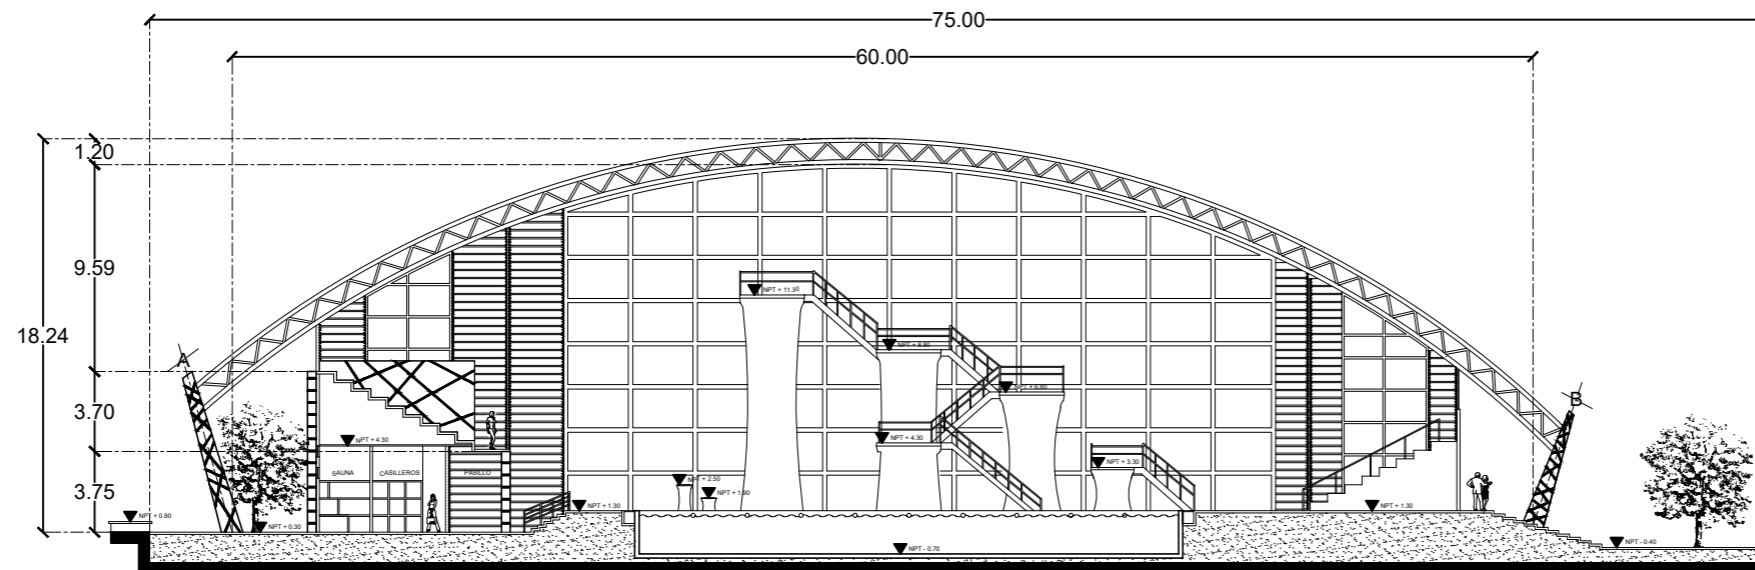 75.00
60.00
1.20
9.59
18.24
3.70
3.75
A
B
NPT + 11.30
NPT + 8.80
NPT + 6.80
NPT + 4.30
NPT + 4.30
NPT + 3.30
SAUNA
CASILLEROS
PASILLO
NPT + 2.50
NPT + 1.90
NPT + 1.30
NPT + 1.30
NPT + 0.80
NPT + 0.30
NPT - 0.70
NPT - 0.40